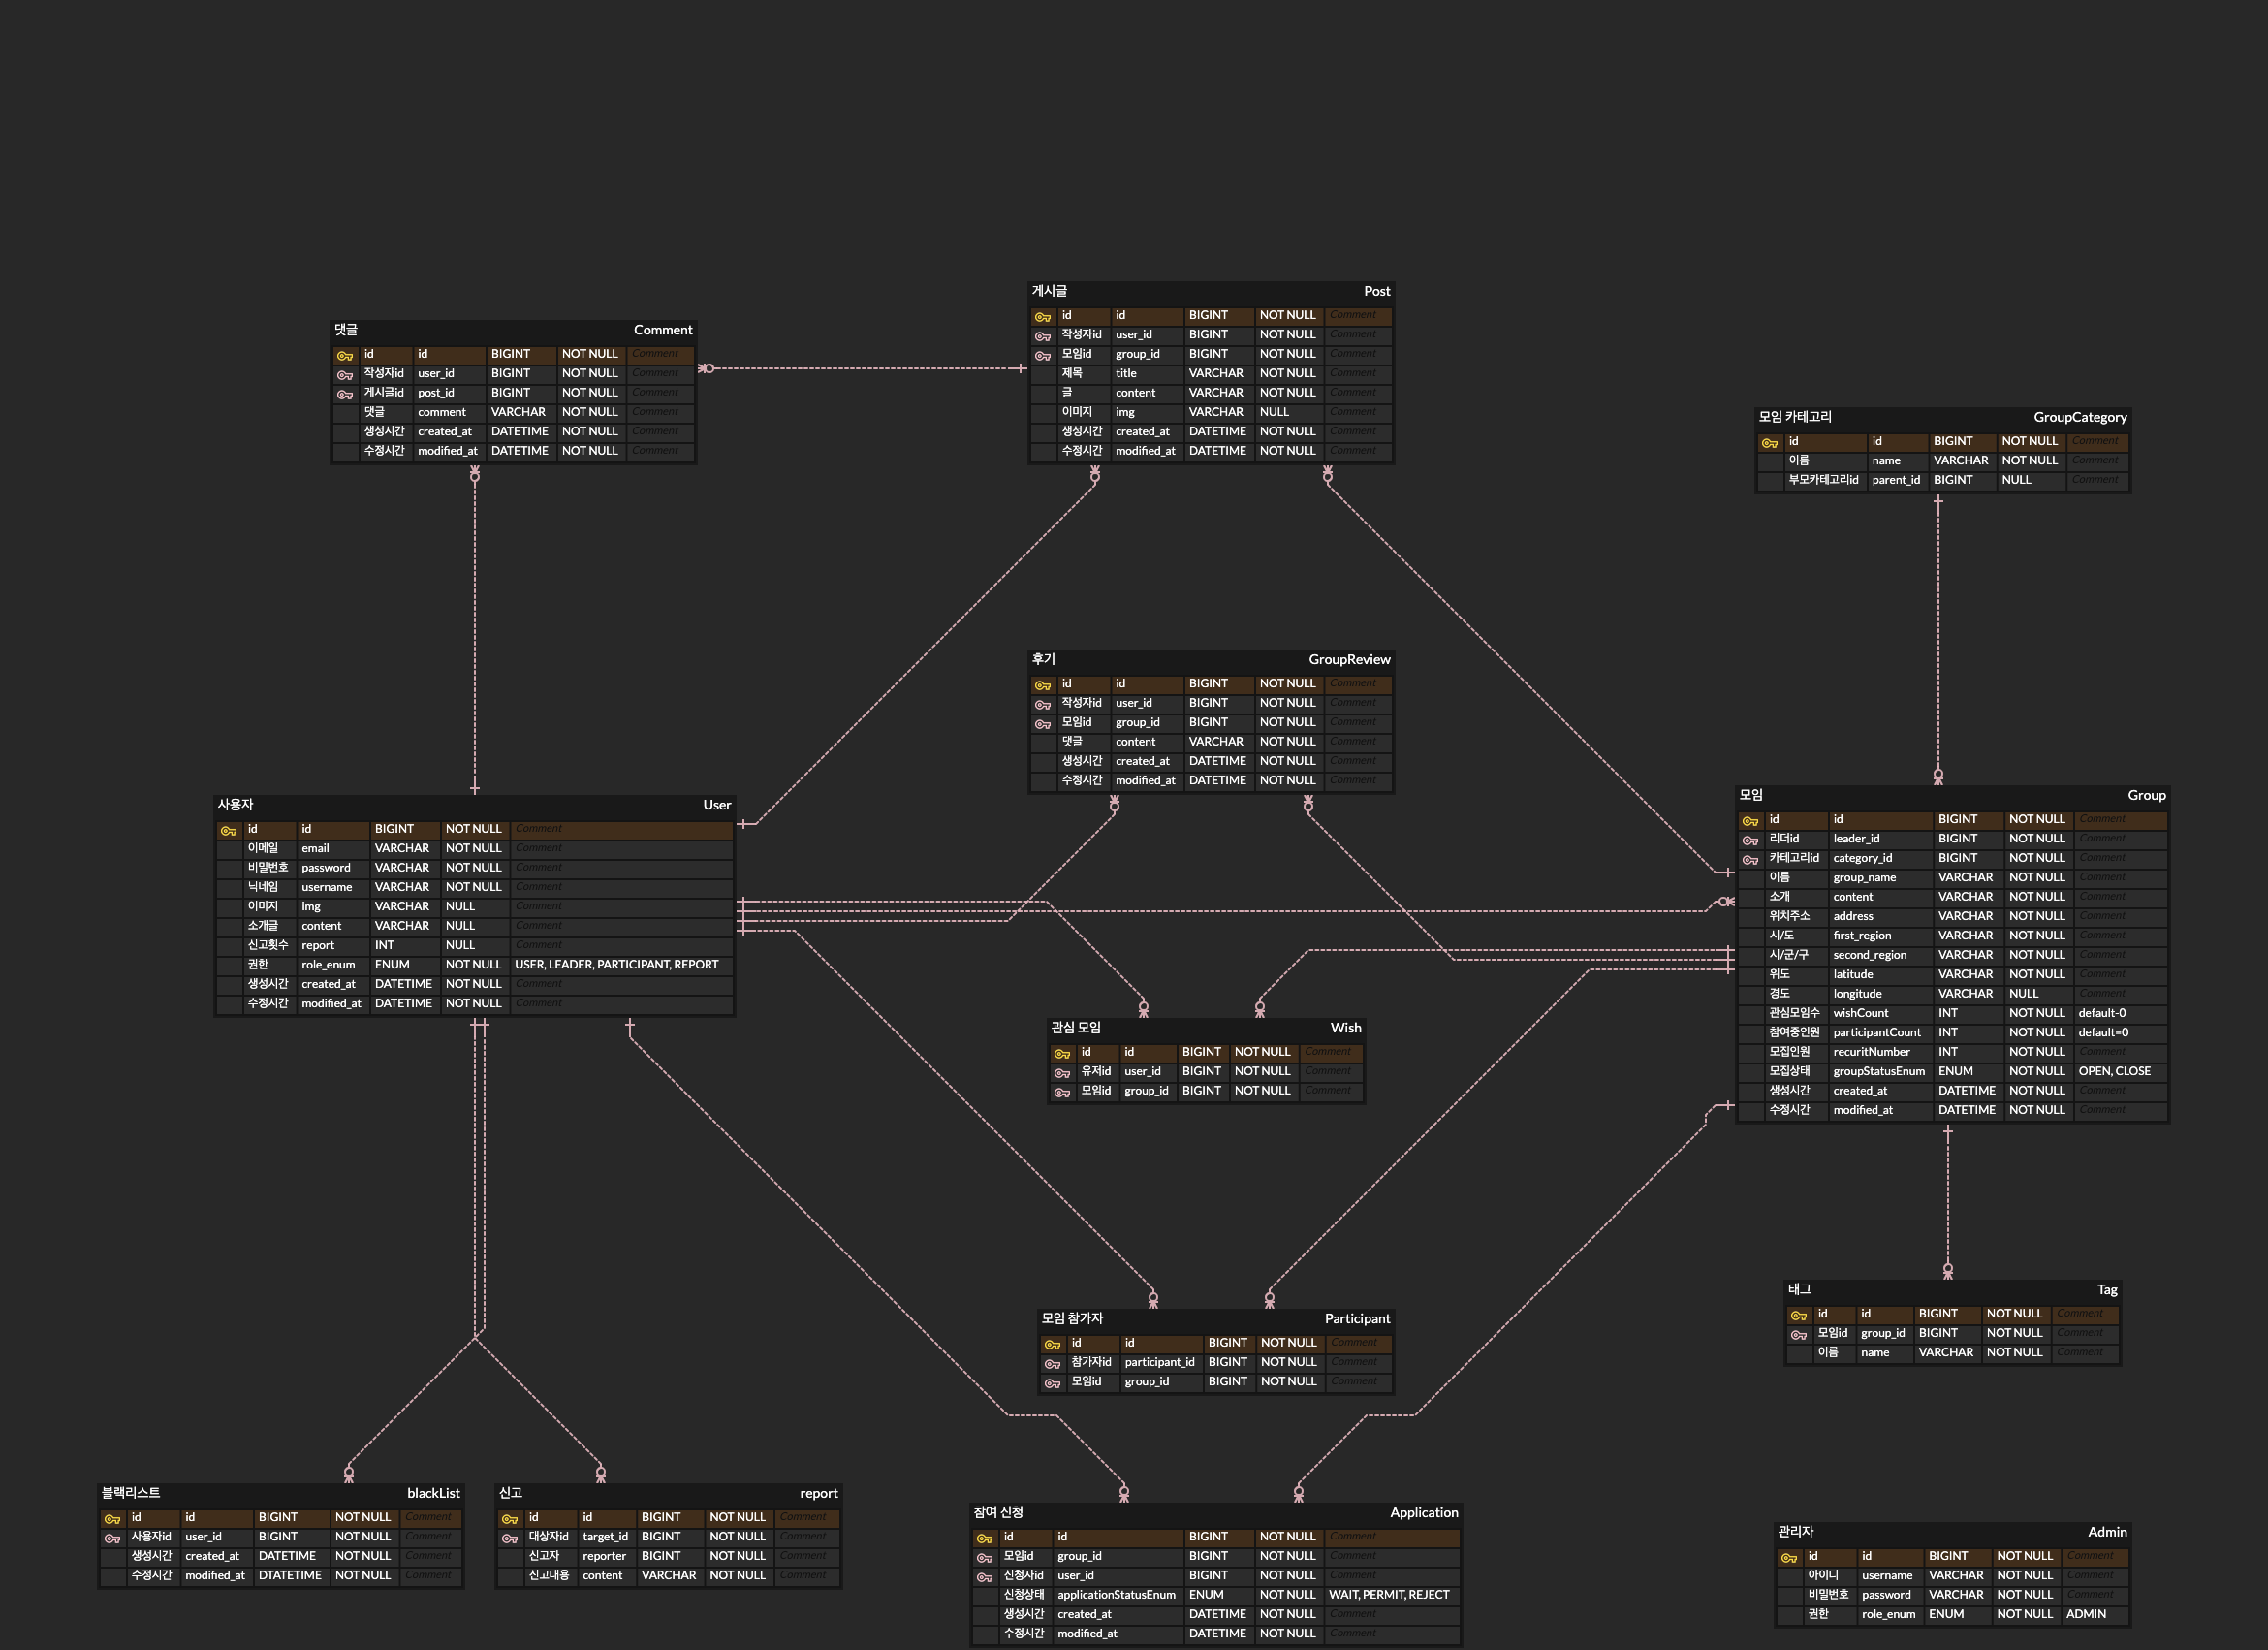 게시글 Post
id id BIGINT NOT NULL Comment
작성자id user_id BIGINT NOT NULL Comment
모임id group_id BIGINT NOT NULL Comment
제목 title VARCHAR NOT NULL Comment
글 content VARCHAR NOT NULL Comment
이미지 img VARCHAR NULL Comment
생성시간 created_at DATETIME NOT NULL Comment
수정시간 modified_at DATETIME NOT NULL Comment
댓글 Comment
id id BIGINT NOT NULL Comment
작성자id user_id BIGINT NOT NULL Comment
게시글id post_id BIGINT NOT NULL Comment
댓글 comment VARCHAR NOT NULL Comment
생성시간 created_at DATETIME NOT NULL Comment
수정시간 modified_at DATETIME NOT NULL Comment
모임 카테고리 GroupCategory
id id BIGINT NOT NULL Comment
이름 name VARCHAR NOT NULL Comment
부모카테고리id parent_id BIGINT NULL Comment
후기 GroupReview
id id BIGINT NOT NULL Comment
작성자id user_id BIGINT NOT NULL Comment
모임id group_id BIGINT NOT NULL Comment
댓글 content VARCHAR NOT NULL Comment
생성시간 created_at DATETIME NOT NULL Comment
수정시간 modified_at DATETIME NOT NULL Comment
사용자 User
id id BIGINT NOT NULL Comment
이메일 email VARCHAR NOT NULL Comment
비밀번호 password VARCHAR NOT NULL Comment
닉네임 username VARCHAR NOT NULL Comment
이미지 img VARCHAR NULL Comment
소개글 content VARCHAR NULL Comment
신고횟수 report INT NULL Comment
권한 role_enum ENUM NOT NULL USER, LEADER, PARTICIPANT, REPORT
생성시간 created_at DATETIME NOT NULL Comment
수정시간 modified_at DATETIME NOT NULL Comment
모임 Group
id id BIGINT NOT NULL Comment
리더id leader_id BIGINT NOT NULL Comment
카테고리id category_id BIGINT NOT NULL Comment
이름 group_name VARCHAR NOT NULL Comment
소개 content VARCHAR NOT NULL Comment
위치주소 address VARCHAR NOT NULL Comment
시/도 first_region VARCHAR NOT NULL Comment
시/군/구 second_region VARCHAR NOT NULL Comment
위도 latitude VARCHAR NOT NULL Comment
경도 longitude VARCHAR NULL Comment
관심모임수 wishCount INT NOT NULL default-0
참여중인원 participantCount INT NOT NULL default=0
모집인원 recuritNumber INT NOT NULL Comment
모집상태 groupStatusEnum ENUM NOT NULL OPEN, CLOSE
생성시간 created_at DATETIME NOT NULL Comment
수정시간 modified_at DATETIME NOT NULL Comment
관심 모임 Wish
id id BIGINT NOT NULL Comment
유저id user_id BIGINT NOT NULL Comment
모임id group_id BIGINT NOT NULL Comment
태그 Tag
id id BIGINT NOT NULL Comment
모임id group_id BIGINT NOT NULL Comment
이름 name VARCHAR NOT NULL Comment
모임 참가자 Participant
id id BIGINT NOT NULL Comment
참가자id participant_id BIGINT NOT NULL Comment
모임id group_id BIGINT NOT NULL Comment
블랙리스트 blackList
id id BIGINT NOT NULL Comment
사용자id user_id BIGINT NOT NULL Comment
생성시간 created_at DATETIME NOT NULL Comment
수정시간 modified_at DTATETIME NOT NULL Comment
신고 report
id id BIGINT NOT NULL Comment
대상자id target_id BIGINT NOT NULL Comment
신고자 reporter BIGINT NOT NULL Comment
신고내용 content VARCHAR NOT NULL Comment
참여 신청 Application
id id BIGINT NOT NULL Comment
모임id group_id BIGINT NOT NULL Comment
신청자id user_id BIGINT NOT NULL Comment
신청상태 applicationStatusEnum ENUM NOT NULL WAIT, PERMIT, REJECT
생성시간 created_at DATETIME NOT NULL Comment
수정시간 modified_at DATETIME NOT NULL Comment
관리자 Admin
id id BIGINT NOT NULL Comment
아이디 username VARCHAR NOT NULL Comment
비밀번호 password VARCHAR NOT NULL Comment
권한 role_enum ENUM NOT NULL ADMIN